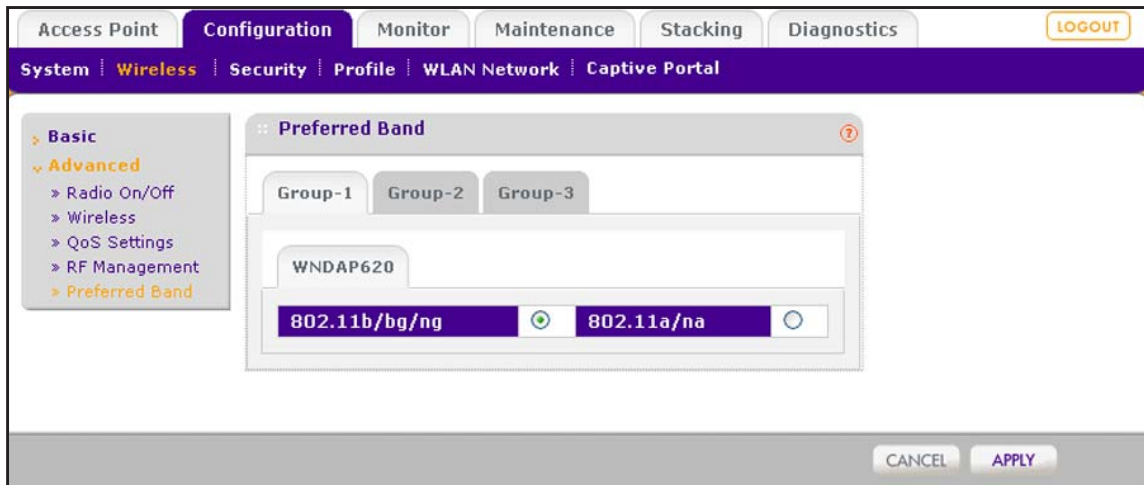 Access Point Configuration Monitor Maintenance Stacking Diagnostics LOGOUT
System Wireless Security Profile WLAN Network Captive Portal
Basic
Advanced
» Radio On/Off
» Wireless
» QoS Settings
» RF Management
» Preferred Band
Preferred Band ?
Group-1 Group-2 Group-3
WNDAP620
802.11b/bg/ng 802.11a/na
CANCEL APPLY